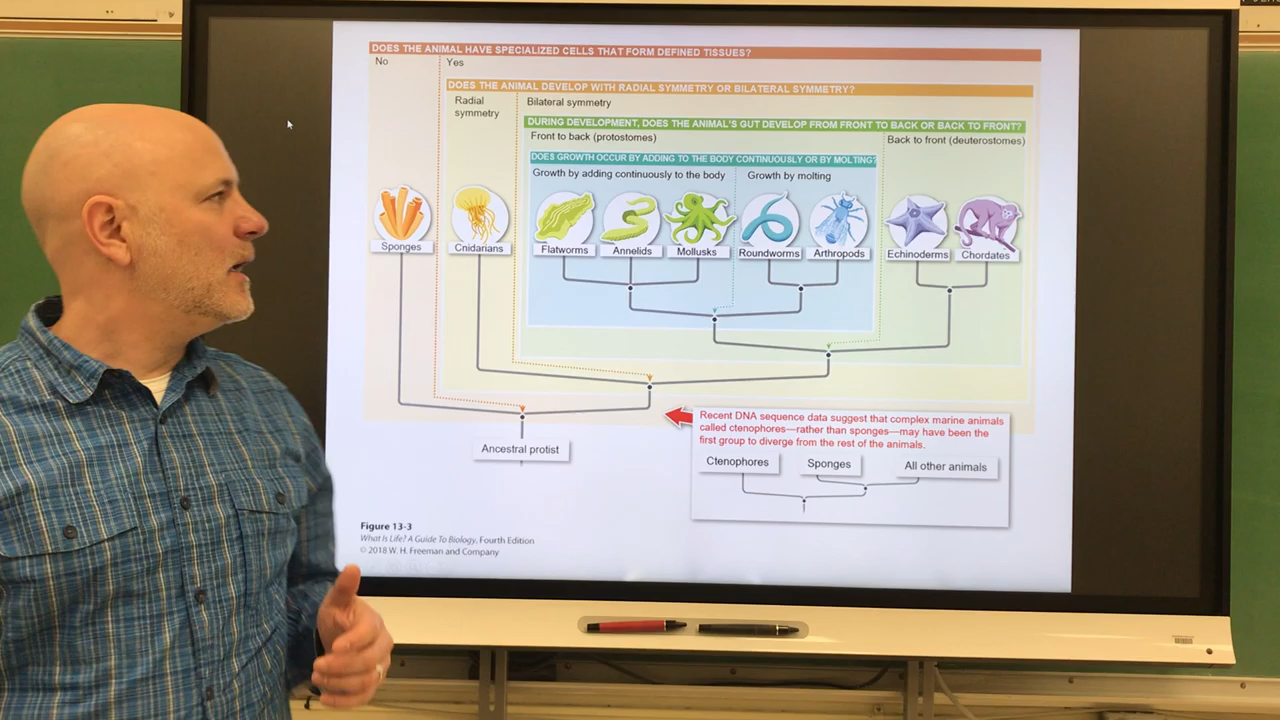 DOES THE ANIMAL HAVE SPECIALIZED CELLS THAT FORM DEFINED TISSUES?
No
Yes
DOES THE ANIMAL DEVELOP WITH RADIAL SYMMETRY OR BILATERAL SYMMETRY?
Radial
symmetry
Bilateral symmetry
DURING DEVELOPMENT, DOES THE ANIMAL'S GUT DEVELOP FROM FRONT TO BACK OR BACK TO FRONT?
Front to back (protostomes)
Back to front (deuterostomes)
DOES GROWTH OCCUR BY ADDING TO THE BODY CONTINUOUSLY OR BY MOLTING?
Growth by adding continuously to the body
Growth by molting
Sponges
Cnidarians
Flatworms
Annelids
Mollusks
Roundworms
Arthropods
Echinoderms
Chordates
Ancestral protist
Recent DNA sequence data suggest that complex marine animals
called ctenophores—rather than sponges—may have been the
first group to diverge from the rest of the animals.
Ctenophores
Sponges
All other animals
Figure 13-3
What Is Life? A Guide To Biology, Fourth Edition
© 2018 W. H. Freeman and Company